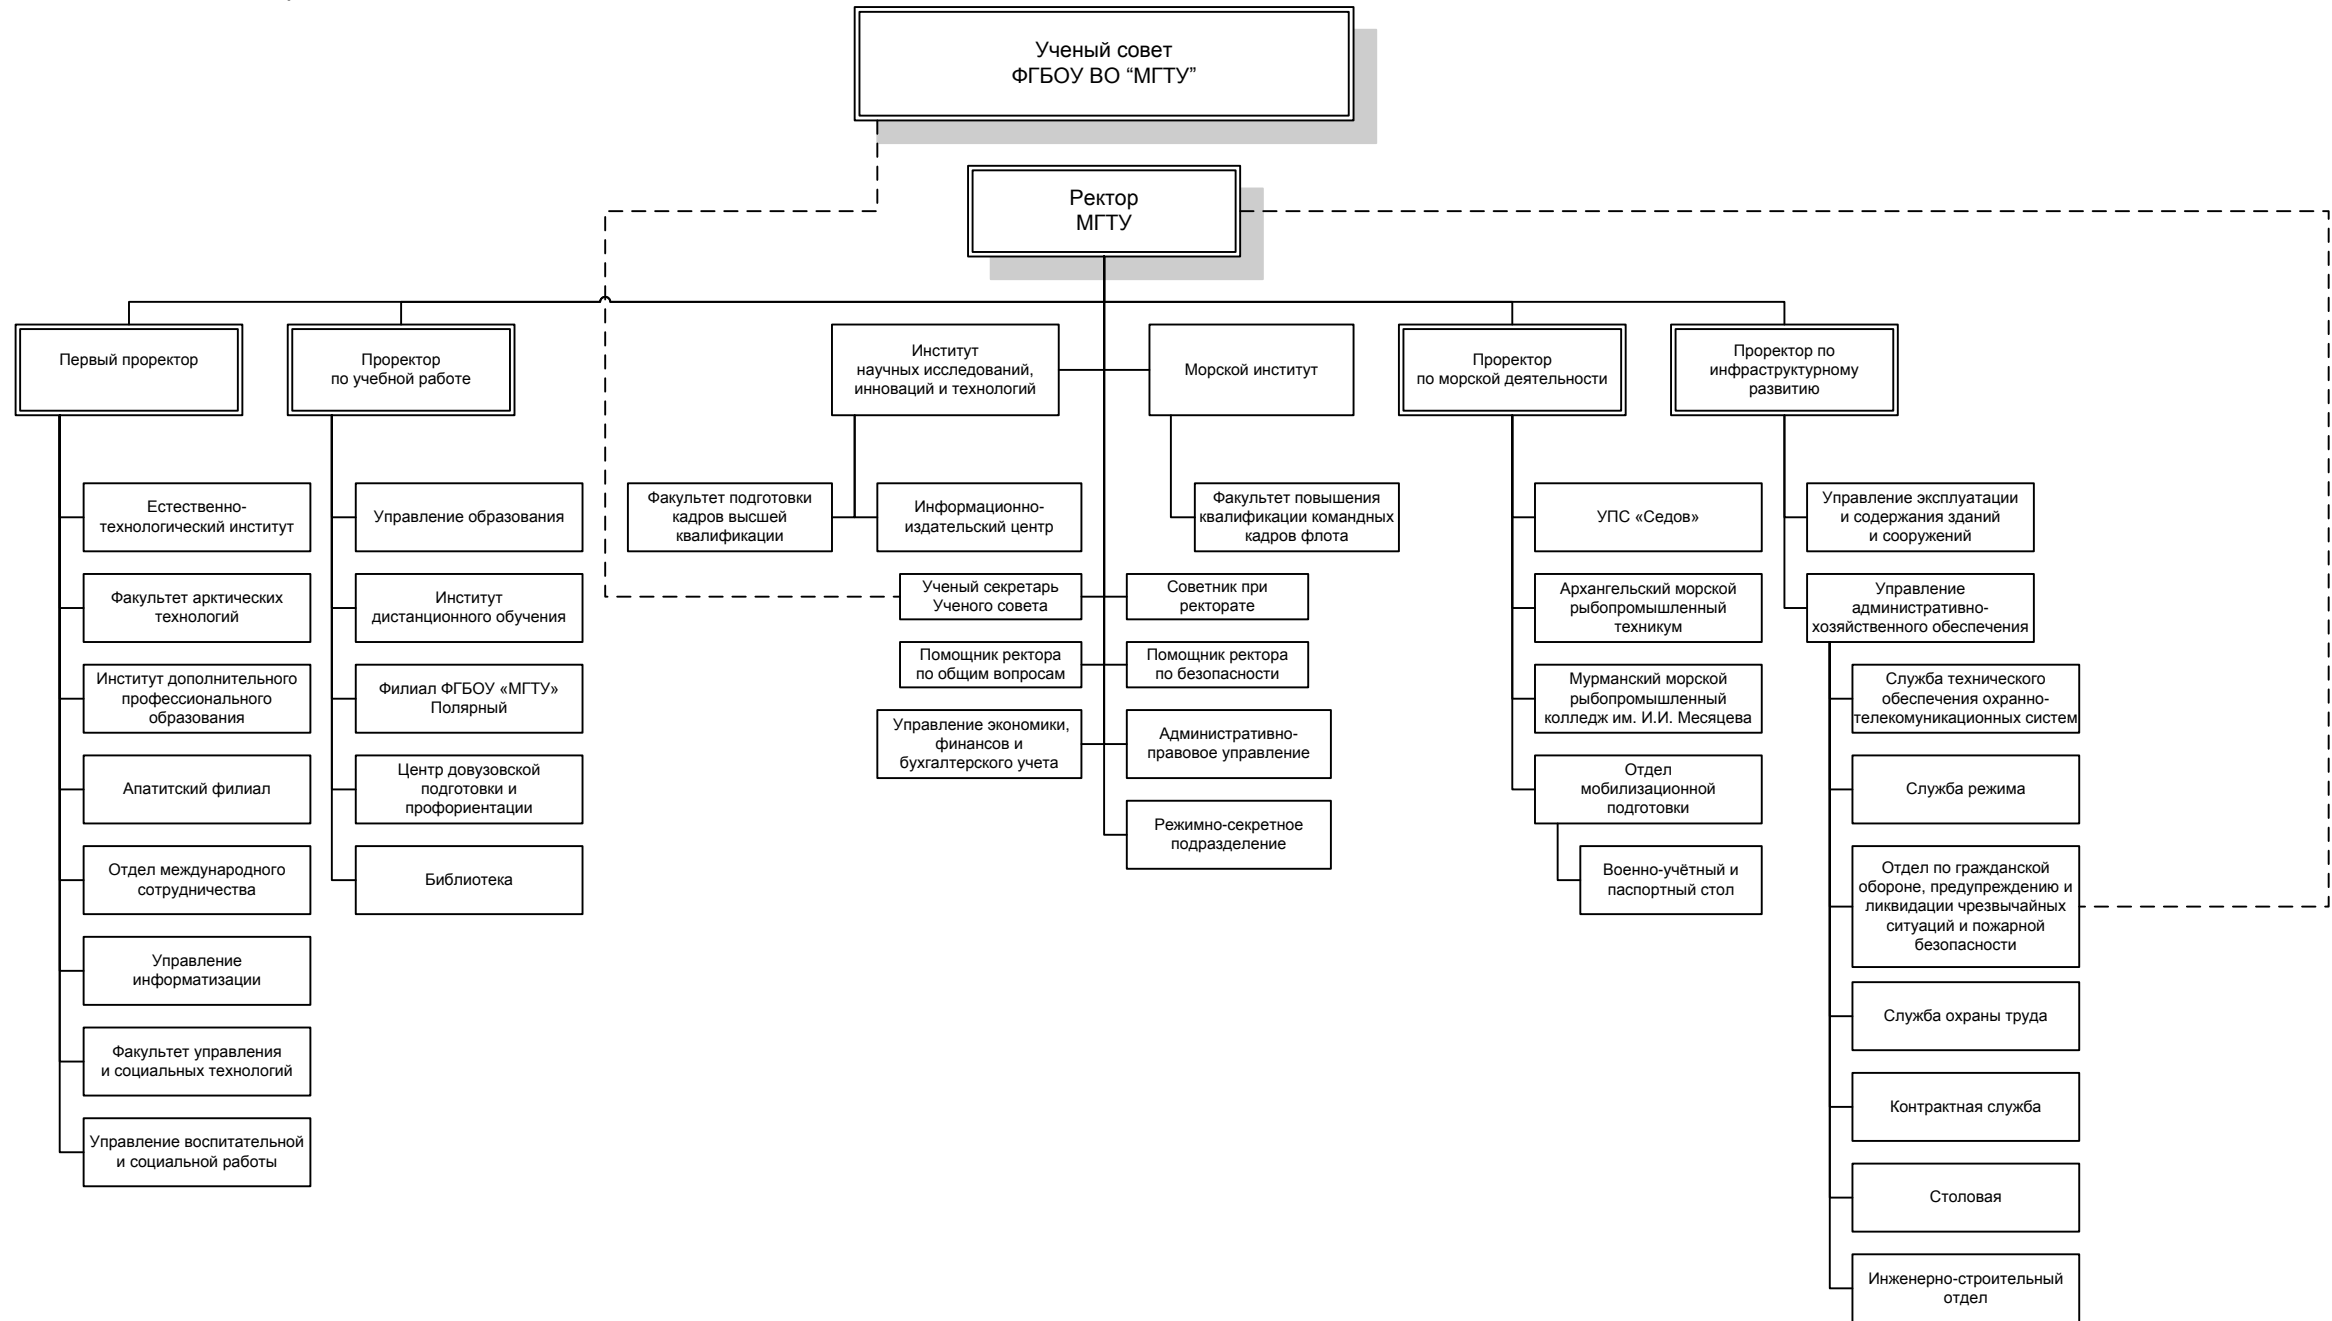 Ученый совет
ФГБОУ ВО “МГТУ”
Ректор
МГТУ
Первый проректор
Проректор
по учебной работе
Институт
научных исследований,
инноваций и технологий
Морской институт
Проректор
по морской деятельности
Проректор по
инфраструктурному
развитию
Естественно-
технологический институт
Факультет арктических
технологий
Институт дополнительного
профессионального
образования
Апатитский филиал
Отдел международного
сотрудничества
Управление
информатизации
Факультет управления
и социальных технологий
Управление воспитательной
и социальной работы
Управление образования
Институт
дистанционного обучения
Филиал ФГБОУ «МГТУ»
Полярный
Центр довузовской
подготовки и
профориентации
Библиотека
Факультет подготовки
кадров высшей
квалификации
Информационно-
издательский центр
Факультет повышения
квалификации командных
кадров флота
Ученый секретарь
Ученого совета
Советник при
ректорате
Помощник ректора
по общим вопросам
Помощник ректора
по безопасности
Управление экономики,
финансов и
бухгалтерского учета
Административно-
правовое управление
Режимно-секретное
подразделение
УПС «Седов»
Архангельский морской
рыбопромышленный
техникум
Мурманский морской
рыбопромышленный
колледж им. И.И. Месяцева
Отдел
мобилизационной
подготовки
Военно-учётный и
паспортный стол
Управление эксплуатации
и содержания зданий
и сооружений
Управление
административно-
хозяйственного обеспечения
Служба технического
обеспечения охранно-
телекомуникационных систем
Служба режима
Отдел по гражданской
обороне, предупреждению и
ликвидации чрезвычайных
ситуаций и пожарной
безопасности
Служба охраны труда
Контрактная служба
Столовая
Инженерно-строительный
отдел